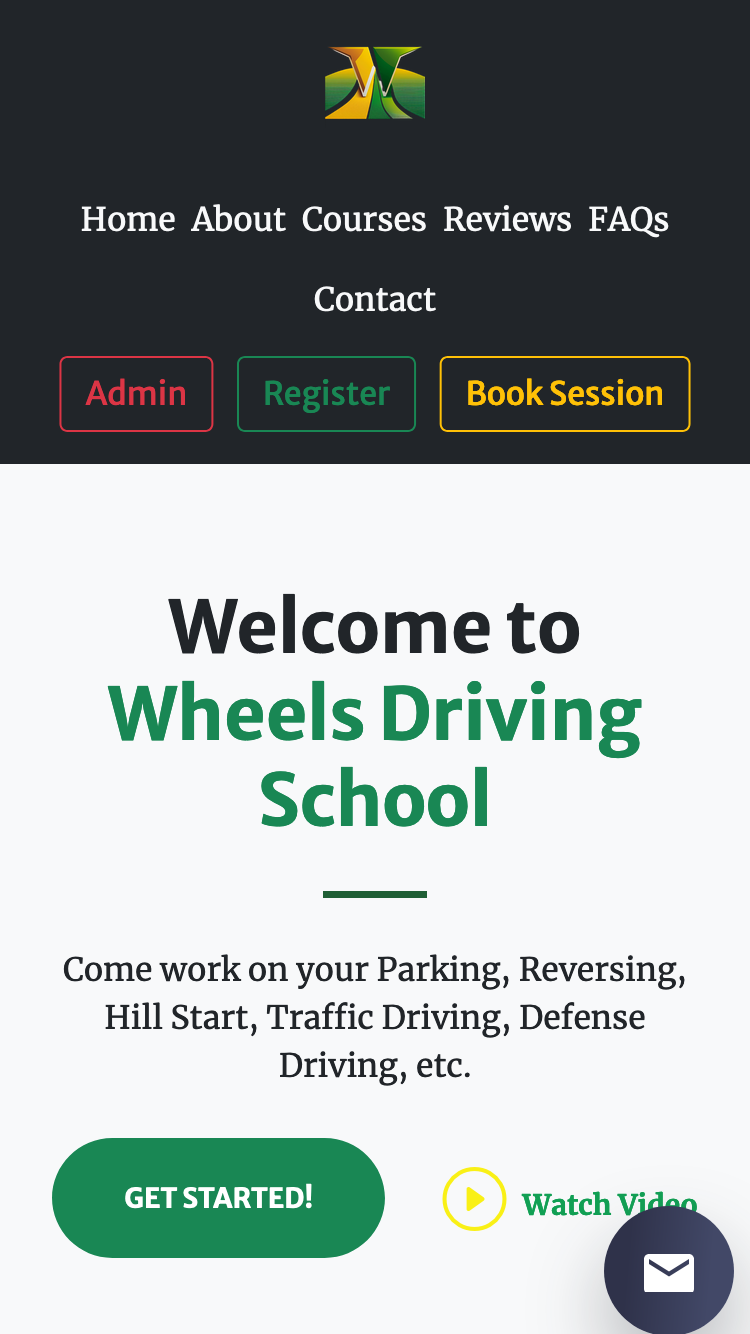 Home About Courses Reviews FAQs
Contact
Admin Register Book Session
Welcome to
Wheels Driving
School
Come work on your Parking, Reversing,
Hill Start, Traffic Driving, Defense
Driving, etc.
GET STARTED! Watch Video